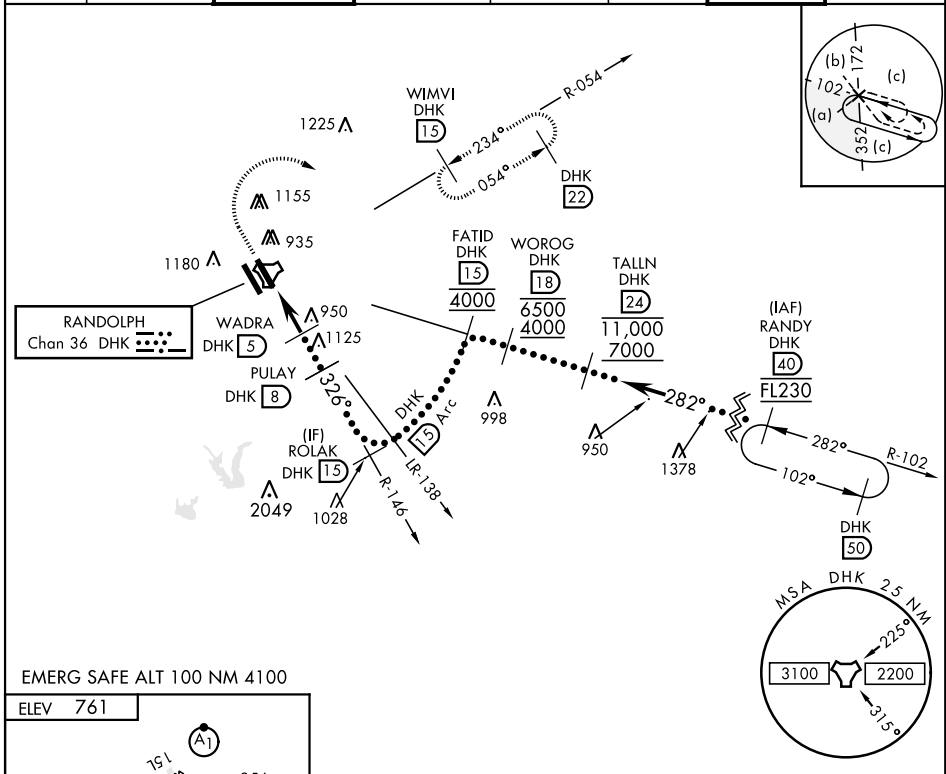 WIMVI
DHK
15
R-054
234°
054°
DHK
22
1225
1155
935
1180
RANDOLPH
Chan 36 DHK
WADRA
DHK 5
950
1125
PULAY
DHK 8
326°
(IF)
ROLAK
DHK 15
2049
1028
R-146
LR-138
DHK
15
Arc
FATID
DHK
15
4000
WOROG
DHK
18
6500
4000
TALLN
DHK
24
11,000
7000
998
950
1378
282°
(IAF)
RANDY
DHK
40
FL230
282°
102°
R-102
DHK
50
(b)
172
(c)
102
(a)
352
(c)
MSA DHK 25 NM
225°
3100
2200
315°
EMERG SAFE ALT 100 NM 4100
ELEV 761
A1
15L